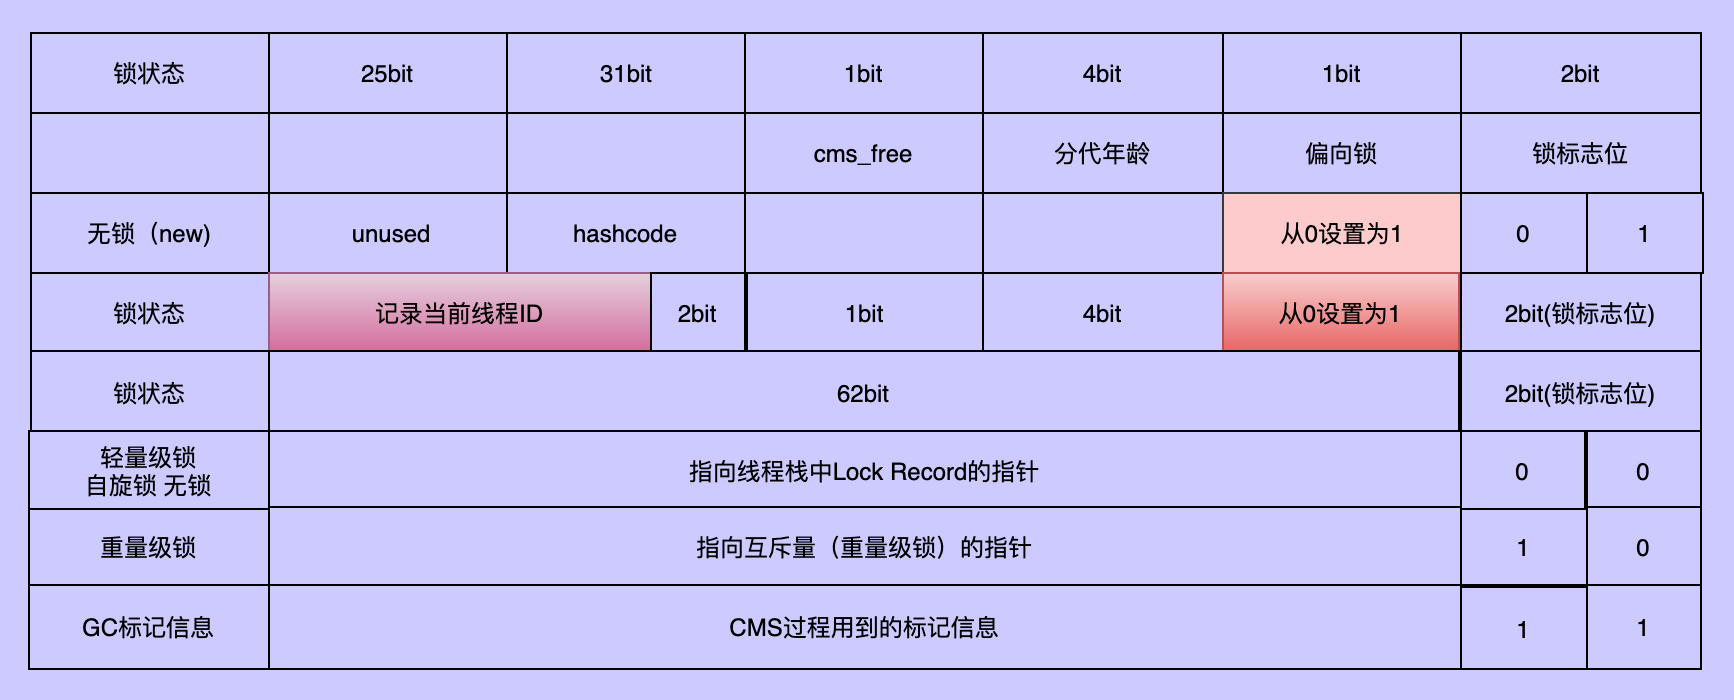 锁状态 25bit 31bit 1bit 4bit 1bit 2bit
cms_free 分代年龄 偏向锁 锁标志位
无锁（new) unused hashcode 从0设置为1 0 1
锁状态 记录当前线程ID 2bit 1bit 4bit 从0设置为1 2bit(锁标志位)
锁状态 62bit 2bit(锁标志位)
轻量级锁
自旋锁 无锁 指向线程栈中Lock Record的指针 0 0
重量级锁 指向互斥量（重量级锁）的指针 1 0
GC标记信息 CMS过程用到的标记信息 1 1